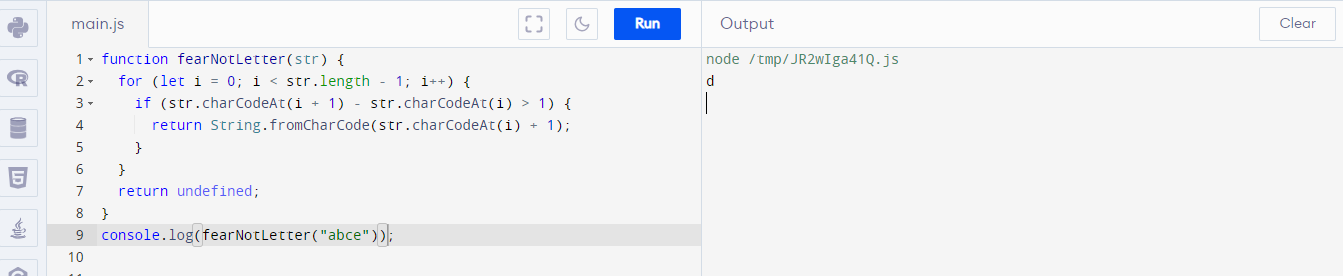 main.js
Run
Output
Clear
1 function fearNotLetter(str) {
2   for (let i = 0; i < str.length - 1; i++) {
3     if (str.charCodeAt(i + 1) - str.charCodeAt(i) > 1) {
4       return String.fromCharCode(str.charCodeAt(i) + 1);
5     }
6   }
7   return undefined;
8 }
9 console.log(fearNotLetter("abce"));
10
node /tmp/JR2wIga41Q.js
d